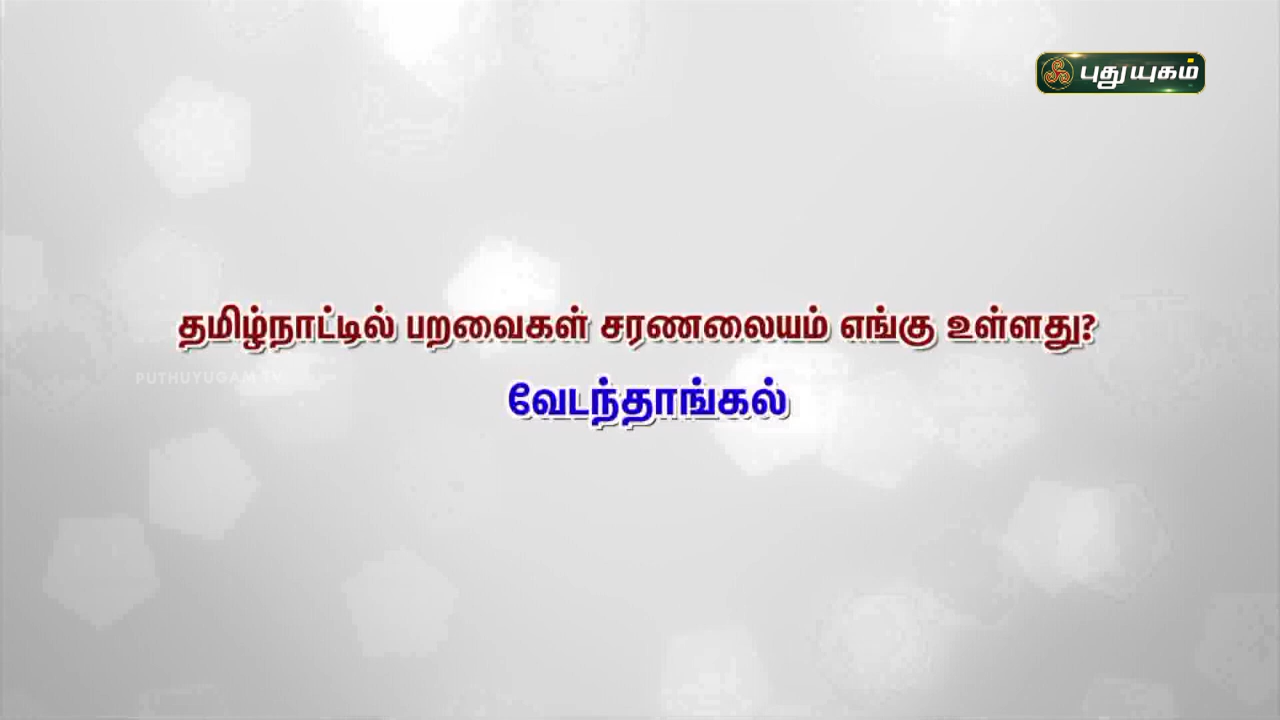 புதுயுகம்
தமிழ்நாட்டில் பறவைகள் சரணலையம் எங்கு உள்ளது?
PUTHUYUGAM TV
வேடந்தாங்கல்